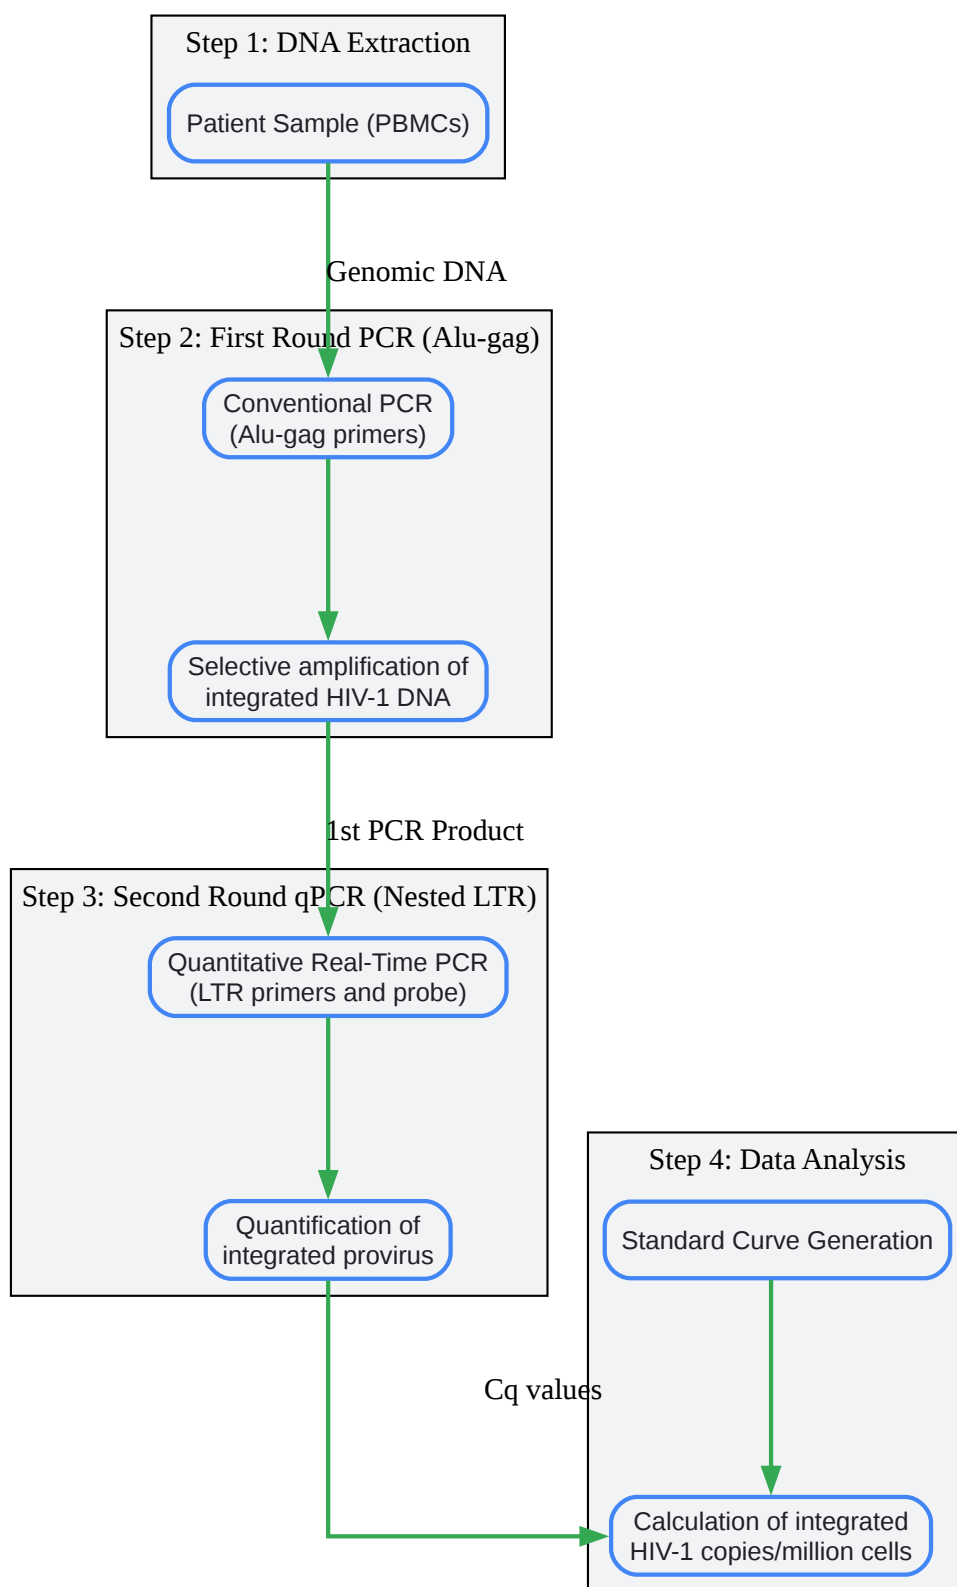 Step 1: DNA Extraction
Patient Sample (PBMCs)
Genomic DNA
Step 2: First Round PCR (Alu-gag)
Conventional PCR
(Alu-gag primers)
Selective amplification of
integrated HIV-1 DNA
1st PCR Product
Step 3: Second Round qPCR (Nested LTR)
Quantitative Real-Time PCR
(LTR primers and probe)
Quantification of
integrated provirus
Step 4: Data Analysis
Standard Curve Generation
Cq values
Calculation of integrated
HIV-1 copies/million cells